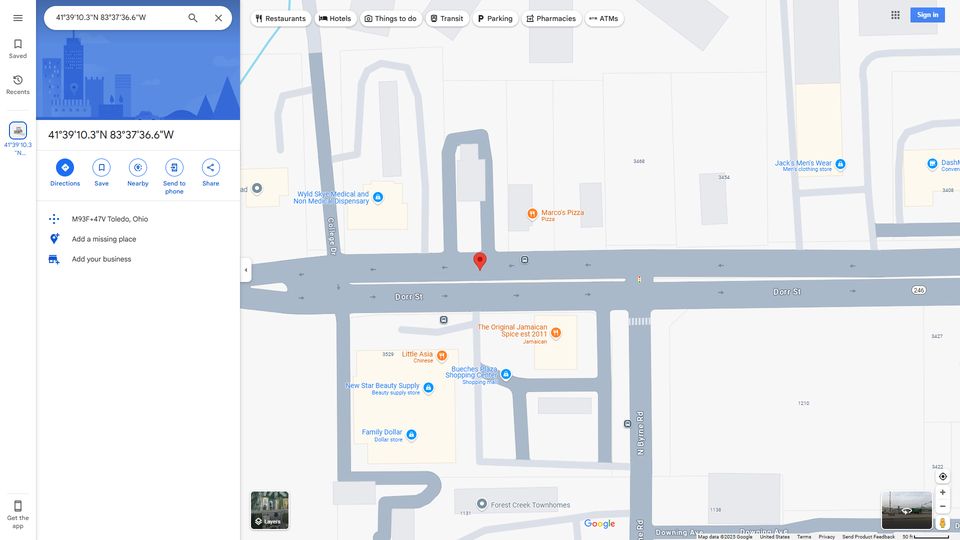 41°39'10.3"N 83°37'36.6"W
Restaurants
Hotels
Things to do
Transit
Parking
Pharmacies
ATMs
Sign in
Saved
Recents
41°39'10.3
"N...
41°39'10.3"N 83°37'36.6"W
Directions
Save
Nearby
Send to
phone
Share
M93F+47V Toledo, Ohio
Add a missing place
Add your business
Get the
app
ad
Wyld Skye Medical and
Non Medical Dispensary
College Dr
3468
3454
Marco's Pizza
Pizza
Jack's Men's Wear
Men's clothing store
DashM
Conven
3408
Dorr St
Dorr St
246
The Original Jamaican
Spice est 2011
Jamaican
3529
Little Asia
Chinese
Bueches Plaza
Shopping Center
Shopping mall
New Star Beauty Supply
Beauty supply store
Family Dollar
Dollar store
N Byrne Rd
1210
3427
3422
Forest Creek Townhomes
1116
1138
N Byrne Rd
Downing Ave
Downing Ave
D
Layers
Google
Map data ©2025 Google
United States
Terms
Privacy
Send Product Feedback
50 ft